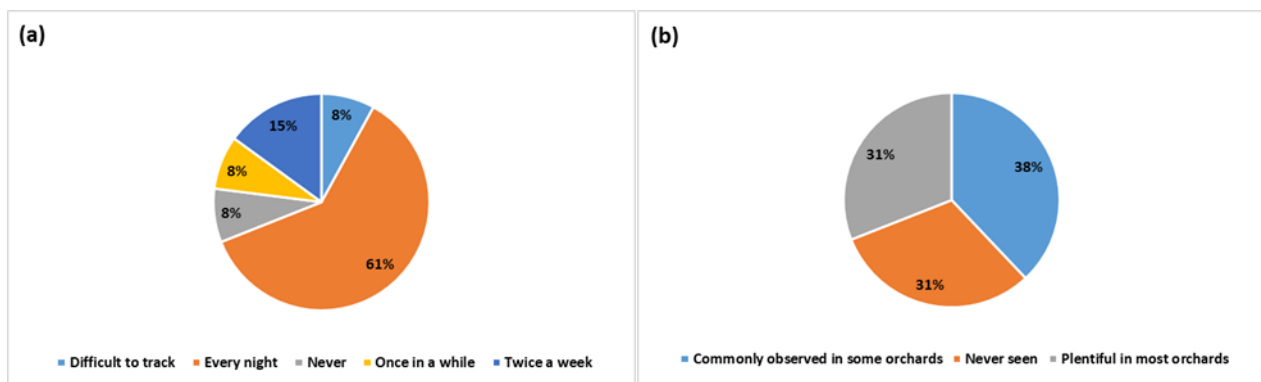 (a)
8%
61%
8%
8%
15%
Difficult to track Every night Never Once in a while Twice a week
(b)
38%
31%
31%
Commonly observed in some orchards Never seen Plentiful in most orchards